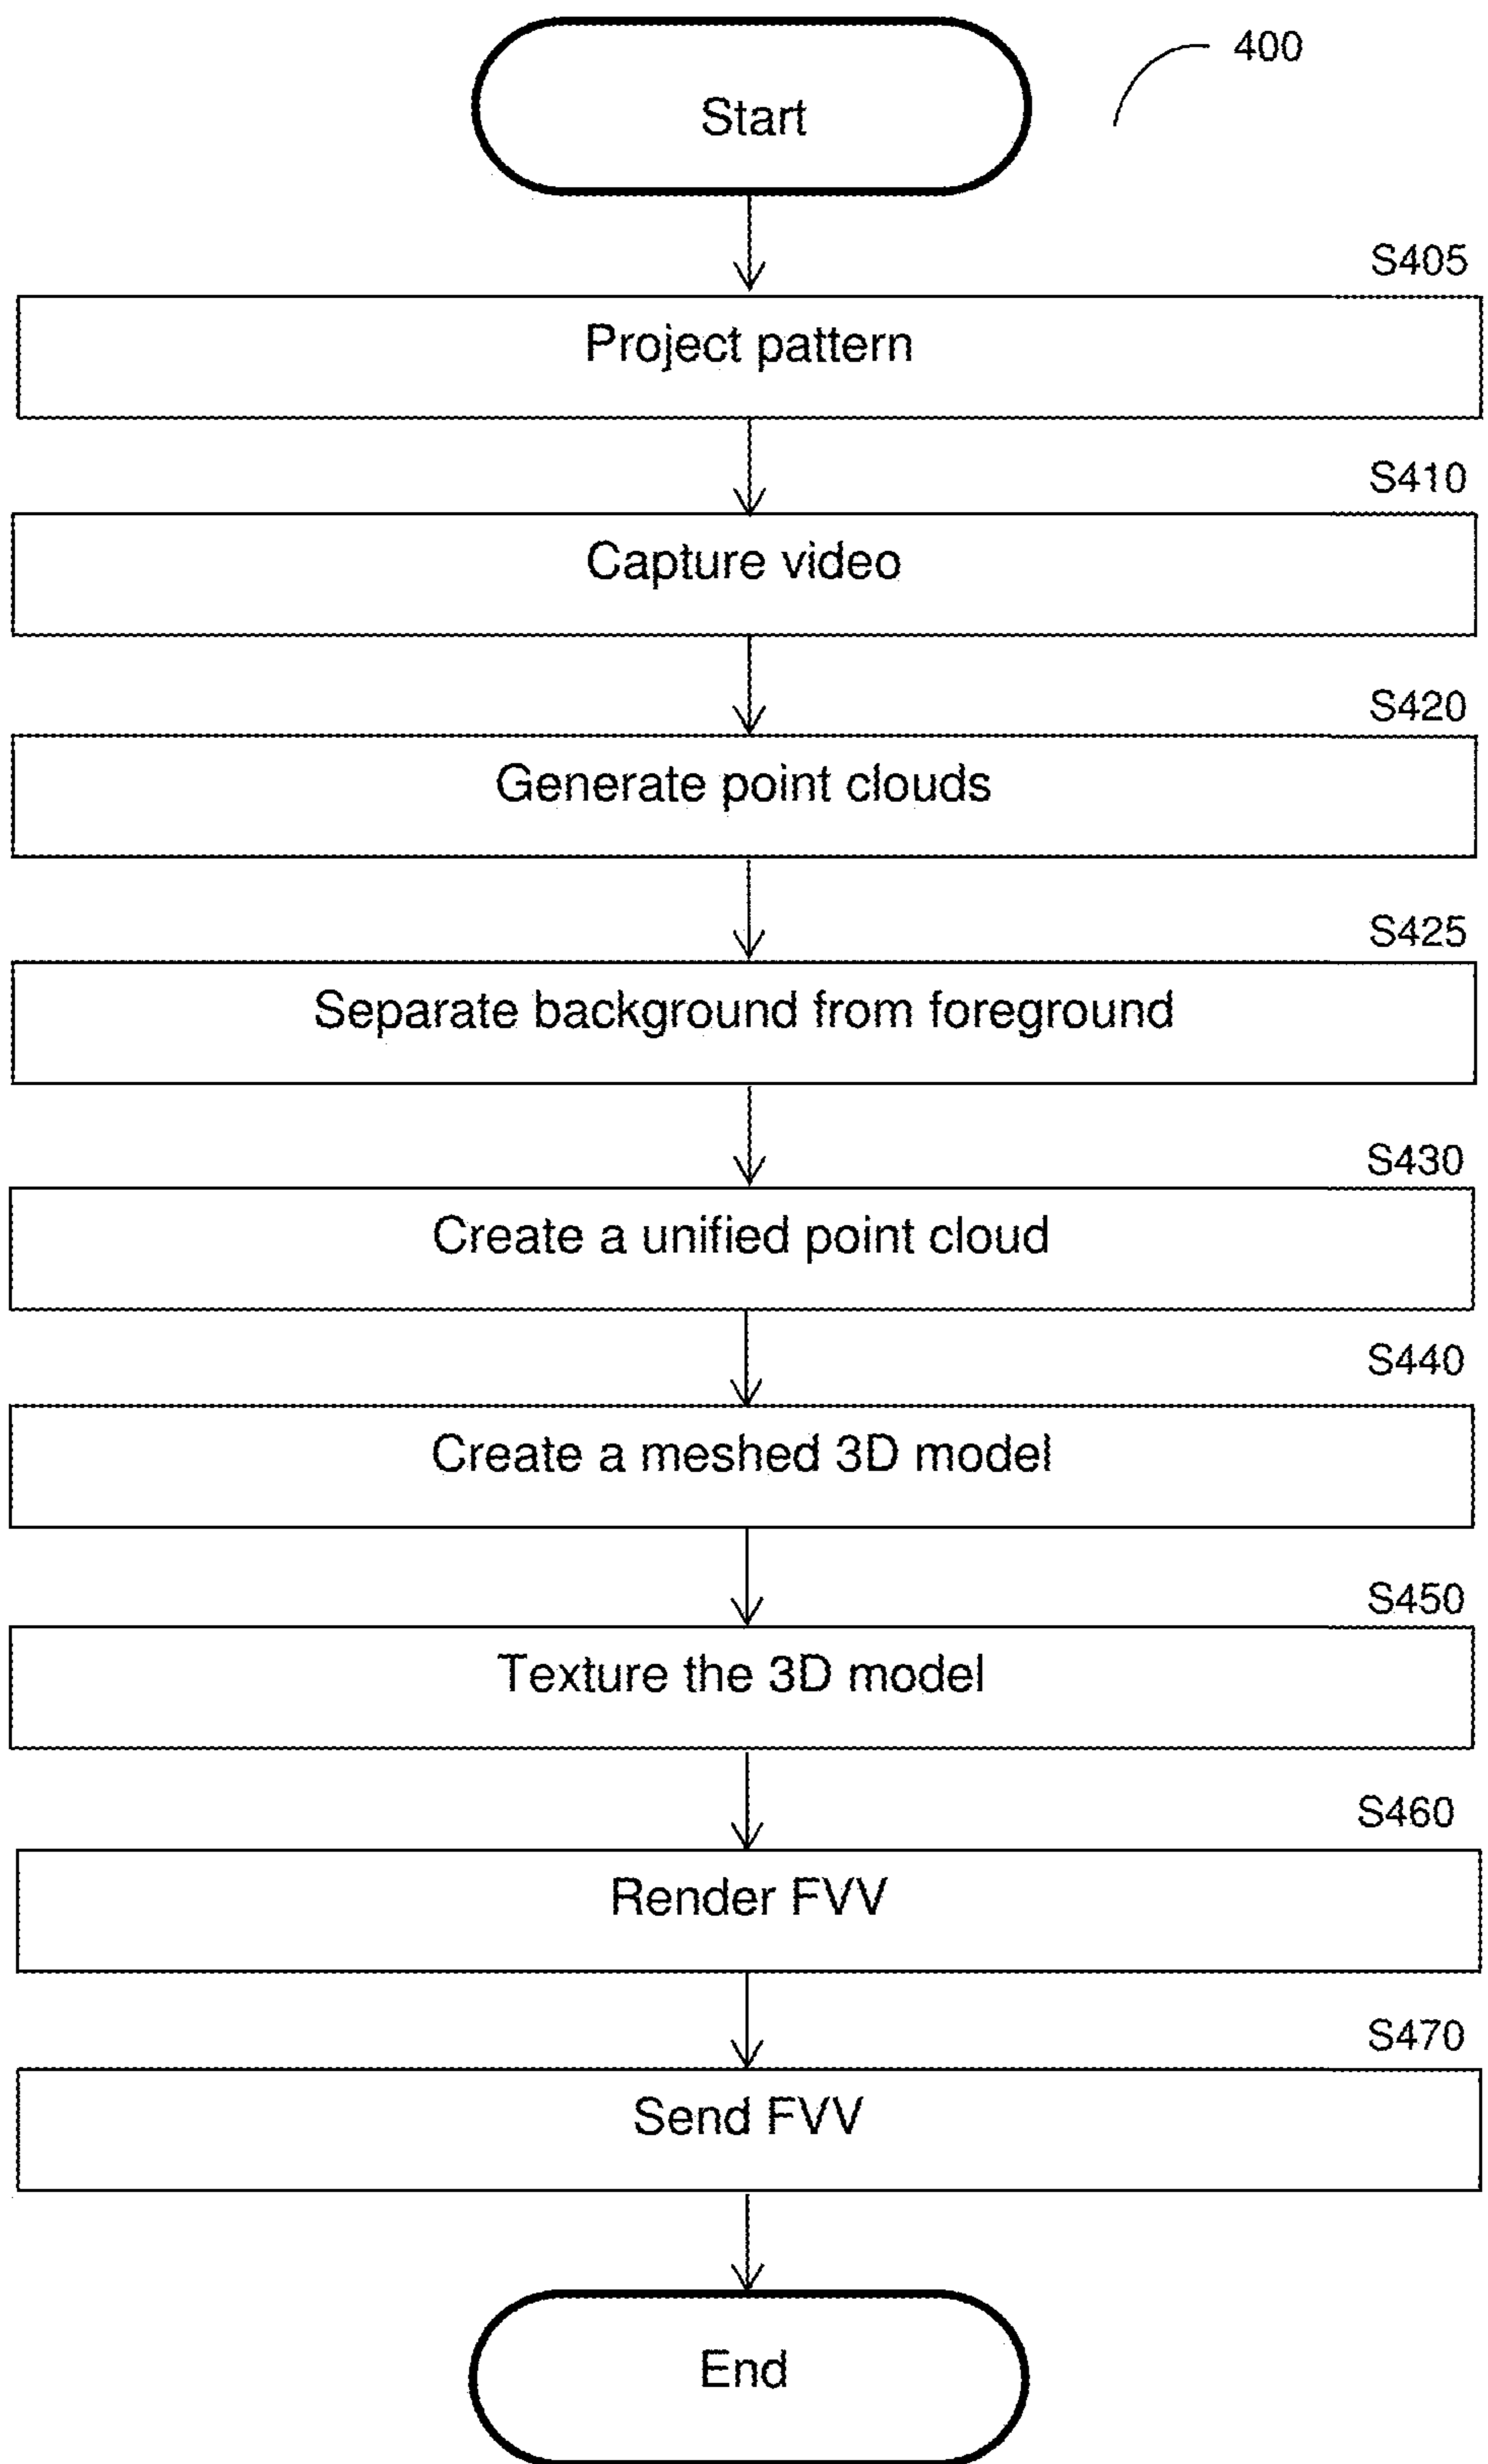 400
Start
S405
Project pattern
S410
Capture video
S420
Generate point clouds
S425
Separate background from foreground
S430
Create a unified point cloud
S440
Create a meshed 3D model
S450
Texture the 3D model
S460
Render FVV
S470
Send FVV
End